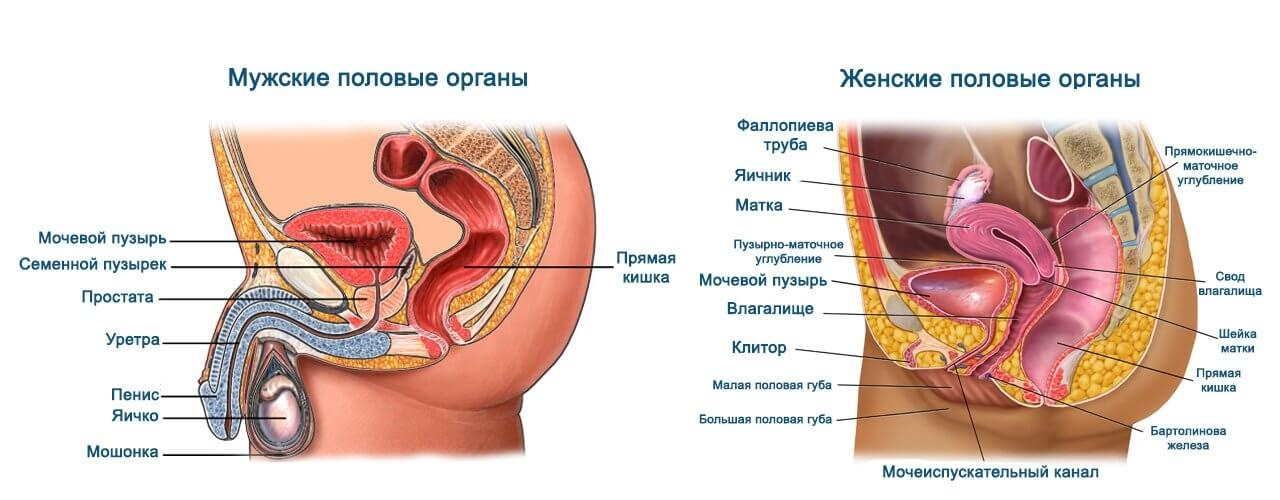 Мужские половые органы
Мочевой пузырь
Семенной пузырек
Простата
Уретра
Пенис
Яичко
Мошонка
Прямая
кишка
Женские половые органы
Фаллопиева
труба
Яичник
Матка
Пузырно-маточное
углубление
Мочевой пузырь
Влагалище
Клитор
Малая половая губа
Большая половая губа
Мочеиспускательный канал
Прямокишечно-
маточное
углубление
Свод
влагалища
Шейка
матки
Прямая
кишка
Бартолинова
железа